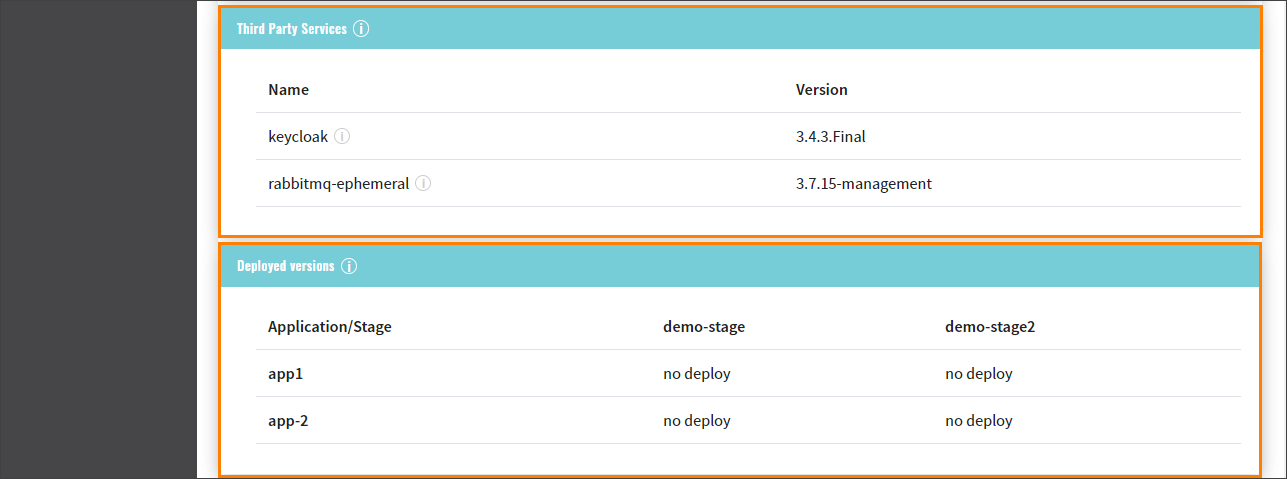 Third Party Services
Name Version
keycloak 3.4.3.Final
rabbitmq-ephemeral 3.7.15-management
Deployed versions
Application/Stage demo-stage demo-stage2
app1 no deploy no deploy
app-2 no deploy no deploy